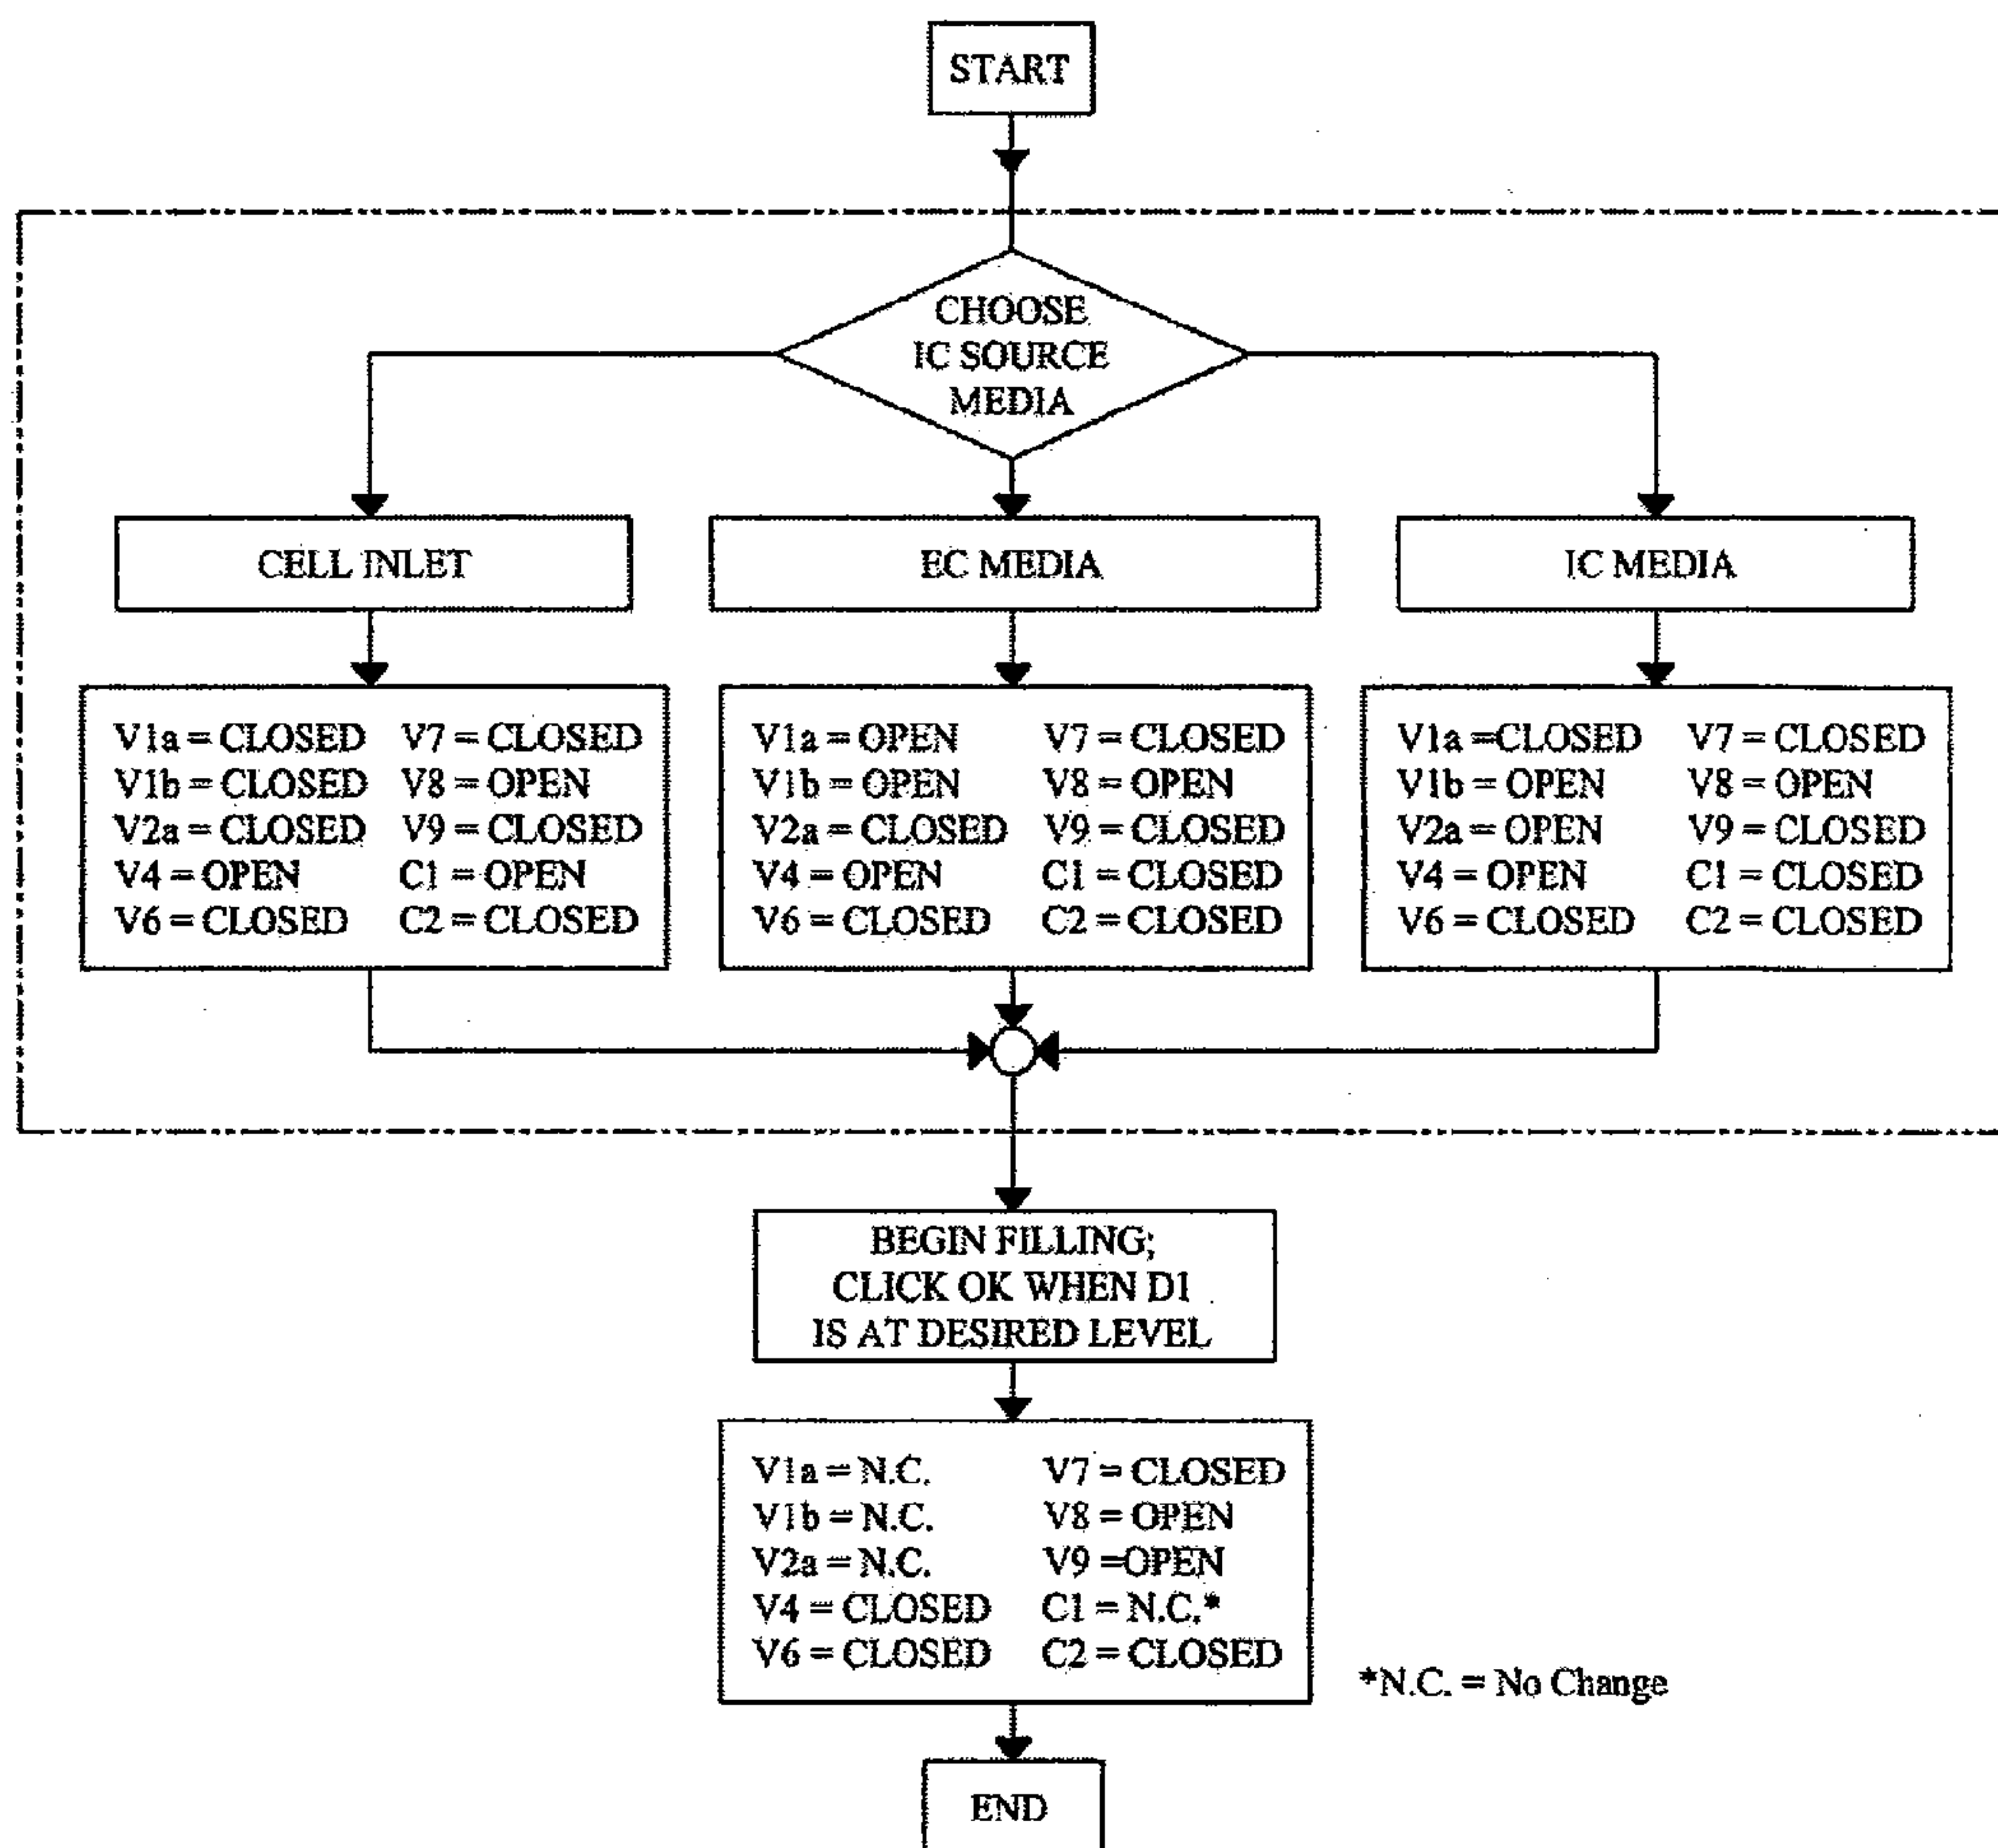 START
CHOOSE
IC SOURCE
MEDIA
CELL INLET
EC MEDIA
IC MEDIA
V1a = CLOSED V7 = CLOSED
V1b = CLOSED V8 = OPEN
V2a = CLOSED V9 = CLOSED
V4 = OPEN C1 = OPEN
V6 = CLOSED C2 = CLOSED
V1a = OPEN V7 = CLOSED
V1b = OPEN V8 = OPEN
V2a = CLOSED V9 = CLOSED
V4 = OPEN C1 = CLOSED
V6 = CLOSED C2 = CLOSED
V1a =CLOSED V7 = CLOSED
V1b = OPEN V8 = OPEN
V2a = OPEN V9 = CLOSED
V4 = OPEN C1 = CLOSED
V6 = CLOSED C2 = CLOSED
BEGIN FILLING;
CLICK OK WHEN D1
IS AT DESIRED LEVEL
V1a = N.C. V7 = CLOSED
V1b = N.C. V8 = OPEN
V2a = N.C. V9 =OPEN
V4 = CLOSED C1 = N.C.*
V6 = CLOSED C2 = CLOSED
*N.C. = No Change
END